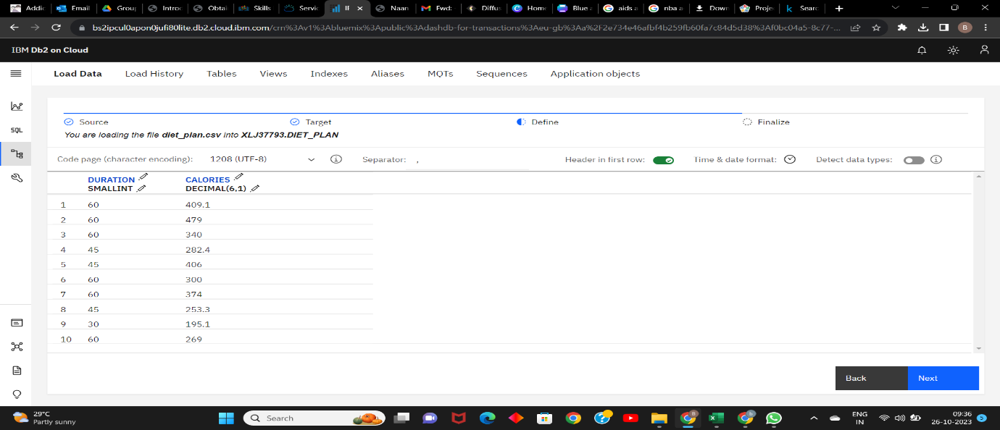 Addic
Email
Group
Introd
Obtai
Skills
Servic
IF
Naan
Fwd:
Diffus
Home
Blue
aids a
nba a
Down
Proje
Searc
bs2ipcul0apon0jufi80lite.db2.cloud.ibm.com/crn%3Av1%3Abluemix%3Apublic%3Adashdb-for-transactions%3Aeu-gb%3Aa%2F2e734e46afbf4b259fb60fa7c84d5d38%3Af0bc04a5-8c77-...
B
IBM Db2 on Cloud
Load Data Load History Tables Views Indexes Aliases MQTs Sequences Application objects
SQL
Source Target Define Finalize
You are loading the file diet_plan.csv into XLJ37793.DIET_PLAN
Code page (character encoding): 1208 (UTF-8) Separator: , Header in first row: Time & date format: Detect data types:
DURATION CALORIES
SMALLINT DECIMAL(6,1)
1 60 409.1
2 60 479
3 60 340
4 45 282.4
5 45 406
6 60 300
7 60 374
8 45 253.3
9 30 195.1
10 60 269
Back Next
29°C
Partly sunny
Search
ENG
IN
09:36
26-10-2023
5